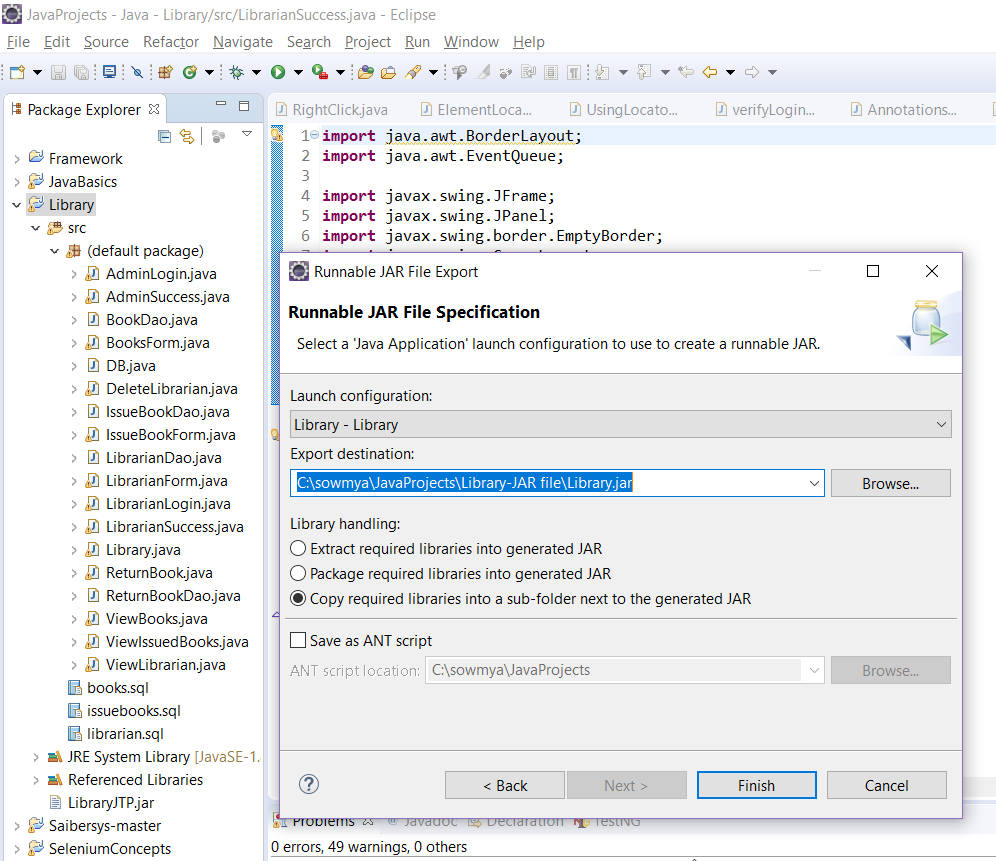 JavaProjects - Java - Library/src/LibrarianSuccess.java - Eclipse
File Edit Source Refactor Navigate Search Project Run Window Help
Package Explorer
RightClick.java ElementLoca... UsingLocato... verifyLogin... Annotations...
Framework
JavaBasics
Library
src
(default package)
AdminLogin.java
AdminSuccess.java
BookDao.java
BooksForm.java
DB.java
DeleteLibrarian.java
IssueBookDao.java
IssueBookForm.java
LibrarianDao.java
LibrarianForm.java
LibrarianLogin.java
LibrarianSuccess.java
Library.java
ReturnBook.java
ReturnBookDao.java
ViewBooks.java
ViewIssuedBooks.java
ViewLibrarian.java
books.sql
issuebooks.sql
librarian.sql
JRE System Library [JavaSE-1.
Referenced Libraries
LibraryJTP.jar
Saibersys-master
SeleniumConcepts
1 import java.awt.BorderLayout;
2 import java.awt.EventQueue;
3
4 import javax.swing.JFrame;
5 import javax.swing.JPanel;
6 import javax.swing.border.EmptyBorder;
Runnable JAR File Export
Runnable JAR File Specification
Select a 'Java Application' launch configuration to use to create a runnable JAR.
Launch configuration:
Library - Library
Export destination:
C:\sowmya\JavaProjects\Library-JAR file\Library.jar
Browse...
Library handling:
Extract required libraries into generated JAR
Package required libraries into generated JAR
Copy required libraries into a sub-folder next to the generated JAR
Save as ANT script
ANT script location: C:\sowmya\JavaProjects Browse...
? < Back Next > Finish Cancel
Problems Javadoc Declaration TestNG
0 errors, 49 warnings, 0 others